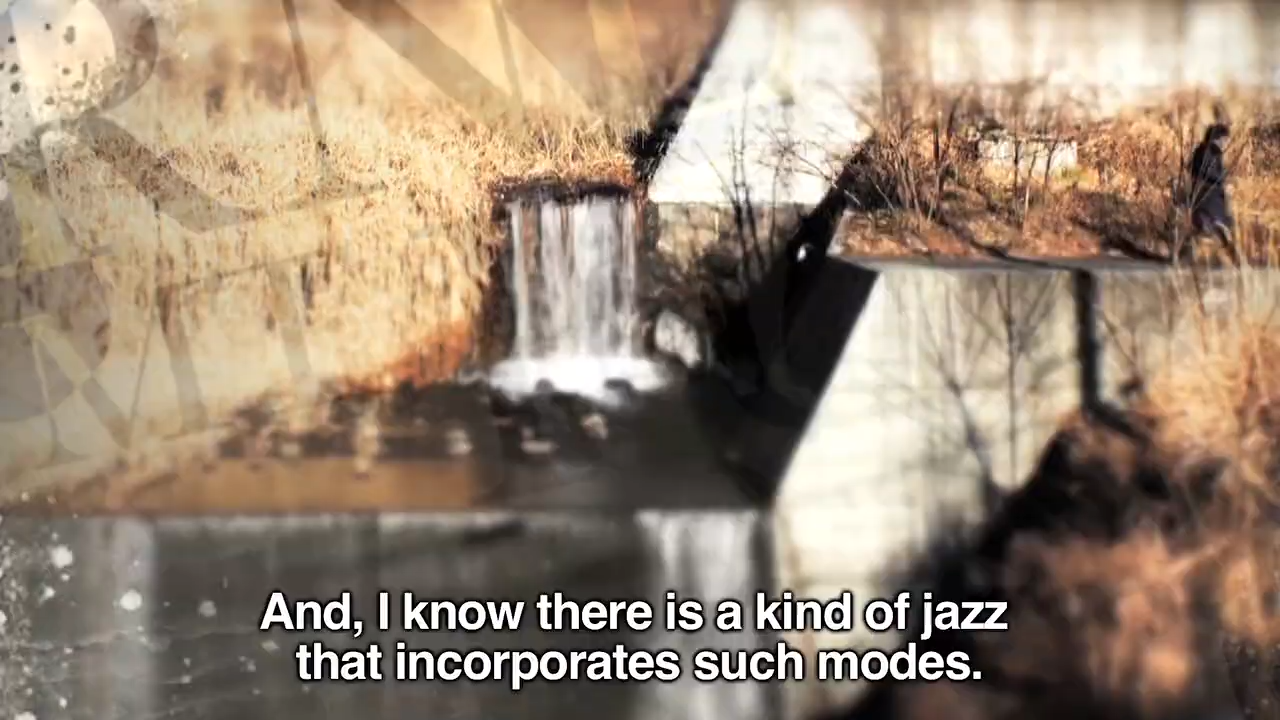 And, I know there is a kind of jazz
that incorporates such modes.